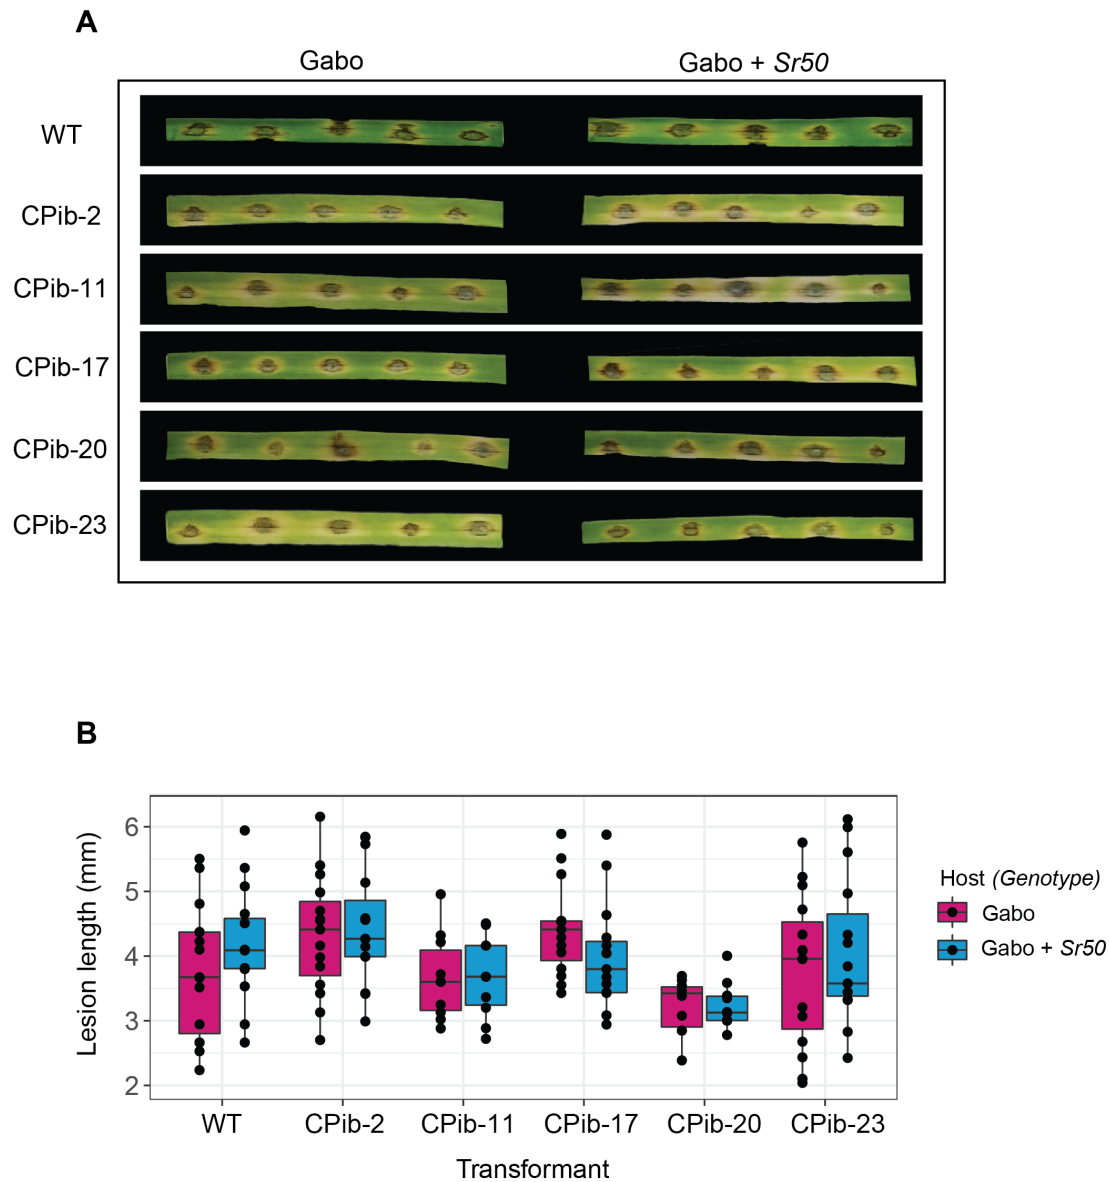 A
Gabo
Gabo + Sr50
WT
CPib-2
CPib-11
CPib-17
CPib-20
CPib-23
B
Lesion length (mm)
6
5
4
3
2
WT CPib-2 CPib-11 CPib-17 CPib-20 CPib-23
Transformant
Host (Genotype)
Gabo
Gabo + Sr50